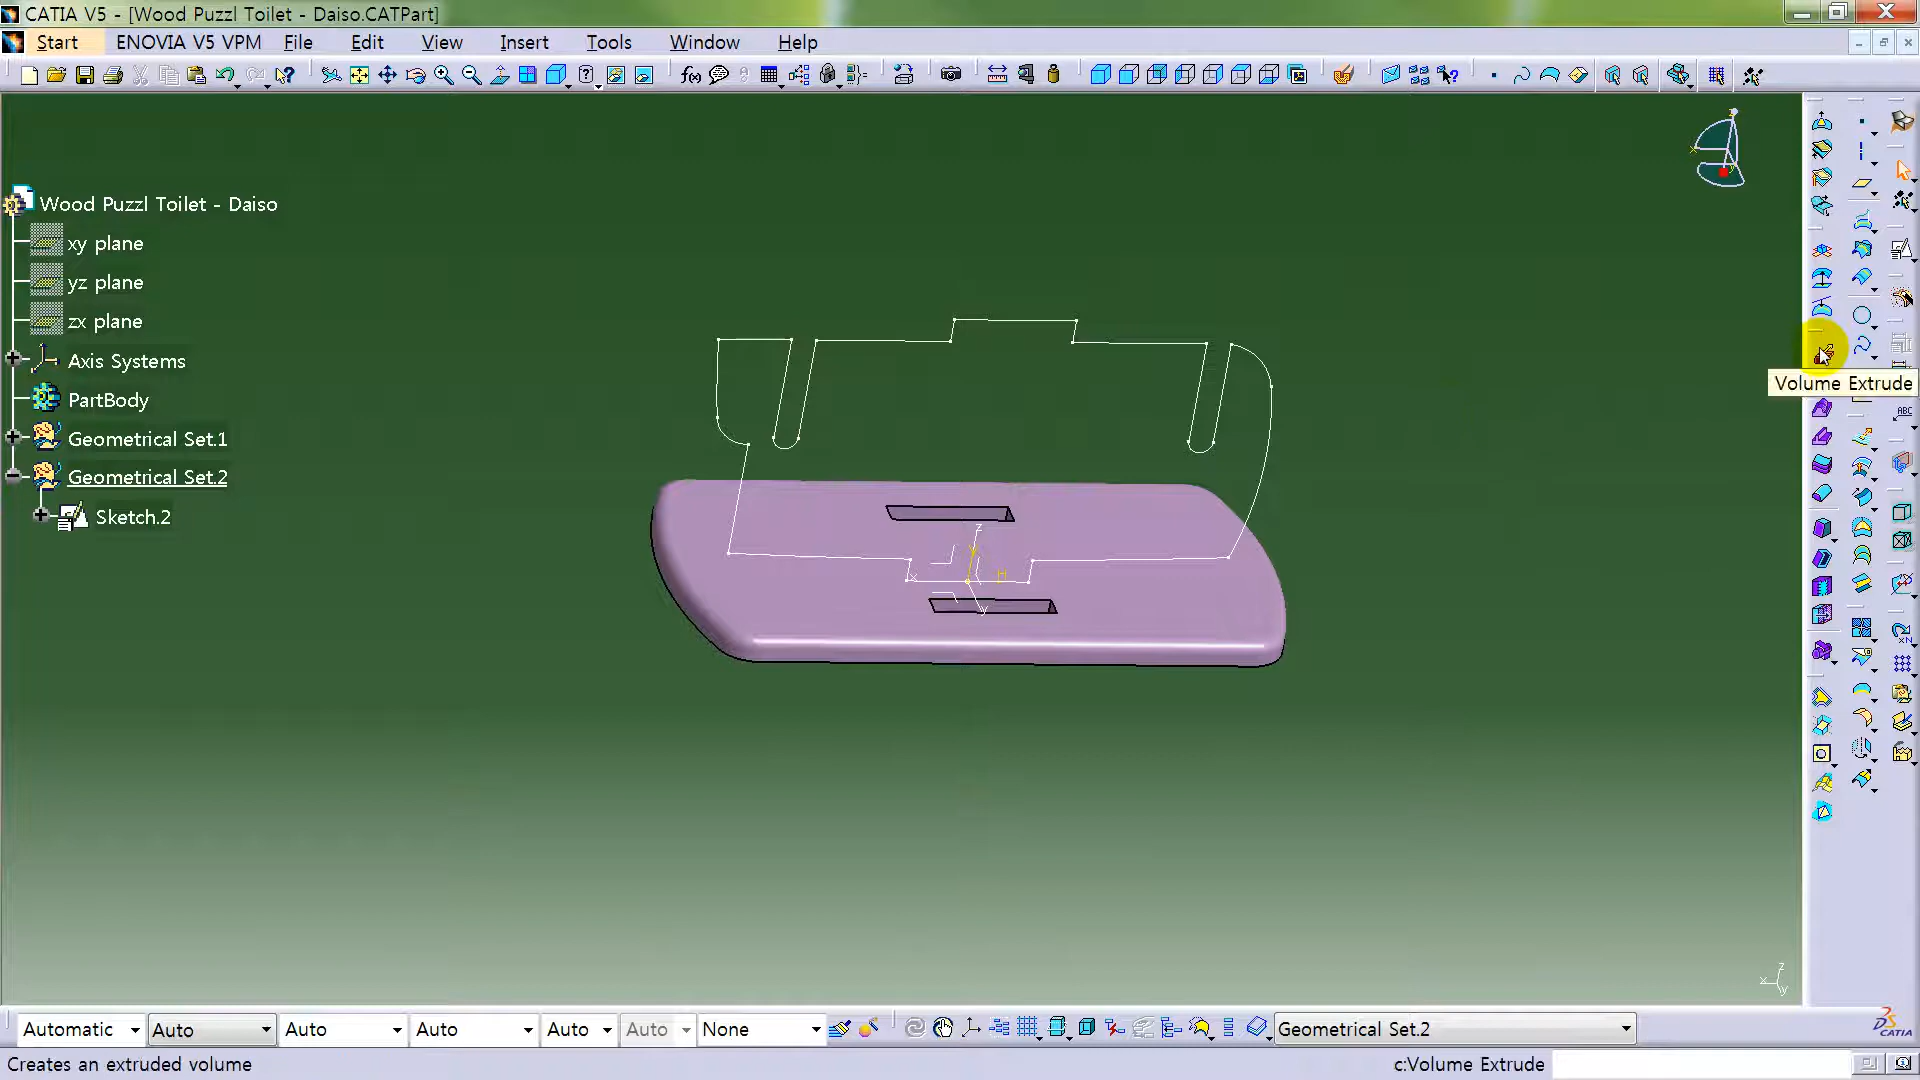 CATIA V5 - [Wood Puzzl Toilet - Daiso.CATPart]
Start ENOVIA V5 VPM File Edit View Insert Tools Window Help
Wood Puzzl Toilet - Daiso
xy plane
yz plane
zx plane
Axis Systems
PartBody
Geometrical Set.1
Geometrical Set.2
Sketch.2
Volume Extrude
Automatic Auto Auto Auto Auto Auto None Geometrical Set.2
Creates an extruded volume c:Volume Extrude